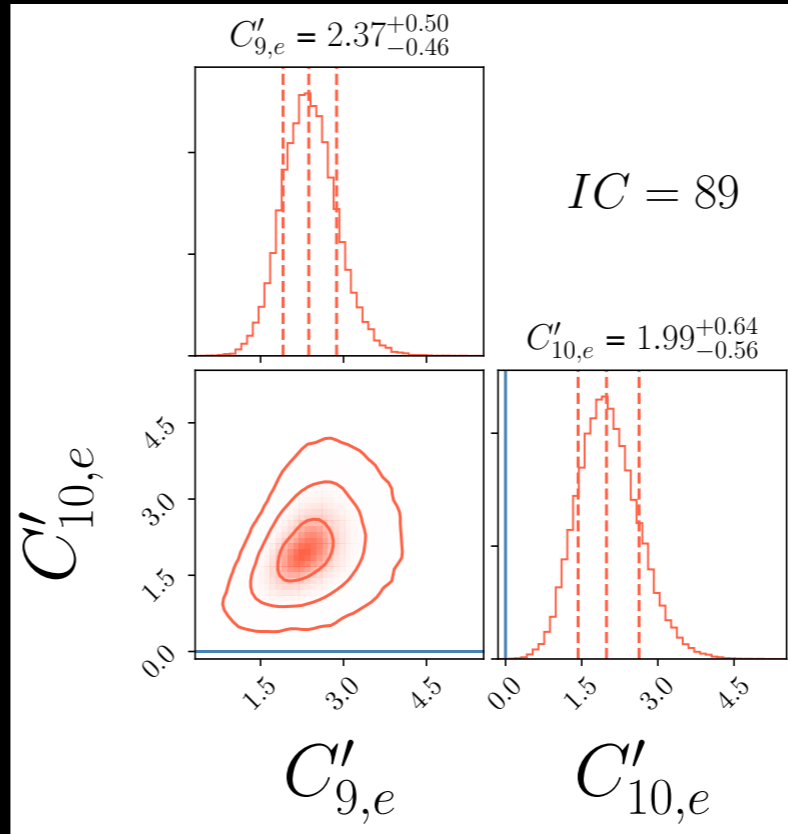 C′_{9,e} = 2.37^{+0.50}_{−0.46}
IC = 89
C′_{10,e} = 1.99^{+0.64}_{−0.56}
C′_{10,e}
4.5
3.0
1.5
0.0
1.5 3.0 4.5
0.0 1.5 3.0 4.5
C′_{9,e}
C′_{10,e}